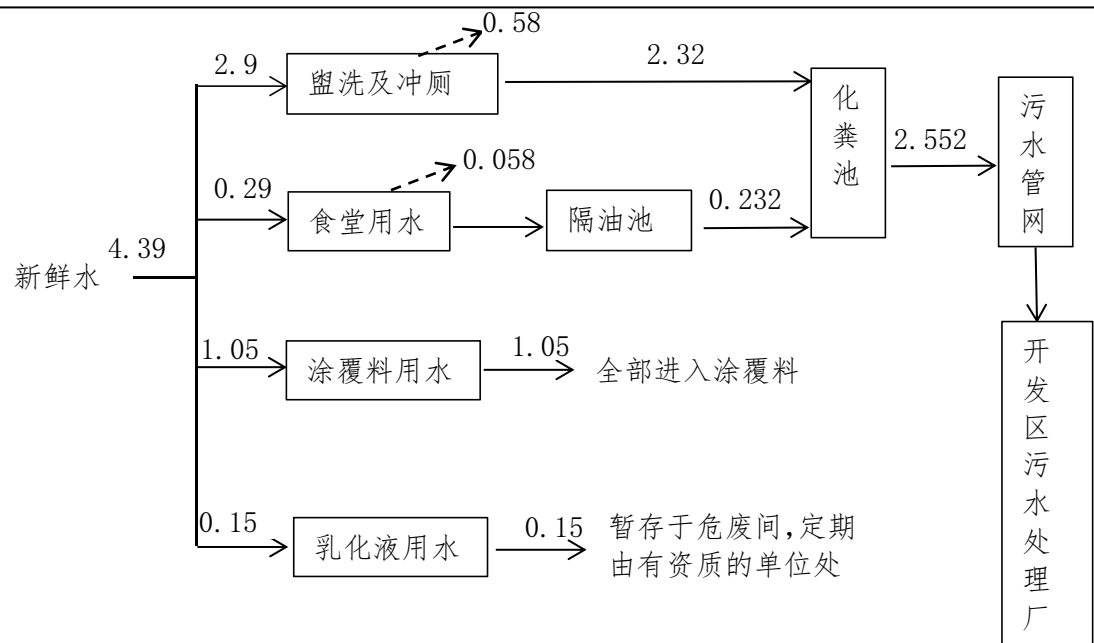 0.58
2.9
盥洗及冲厕
2.32
化粪池
污水管网
2.552
0.058
0.29
食堂用水
隔油池
0.232
4.39
新鲜水
1.05
涂覆料用水
1.05
全部进入涂覆料
开发区污水处理厂
0.15
乳化液用水
0.15
暂存于危废间,定期
由有资质的单位处